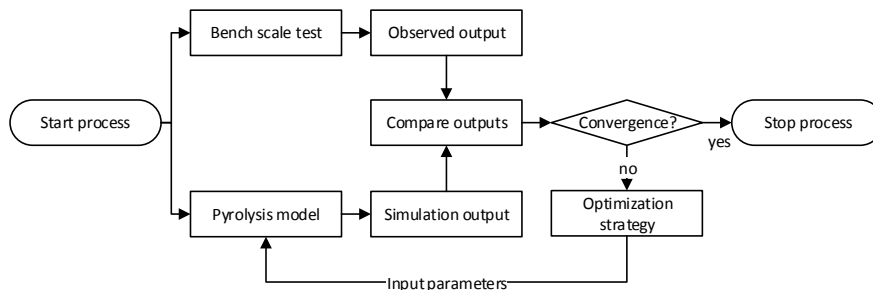 Bench scale test
Observed output
Start process
Compare outputs
Convergence?
Stop process
yes
no
Pyrolysis model
Simulation output
Optimization
strategy
Input parameters